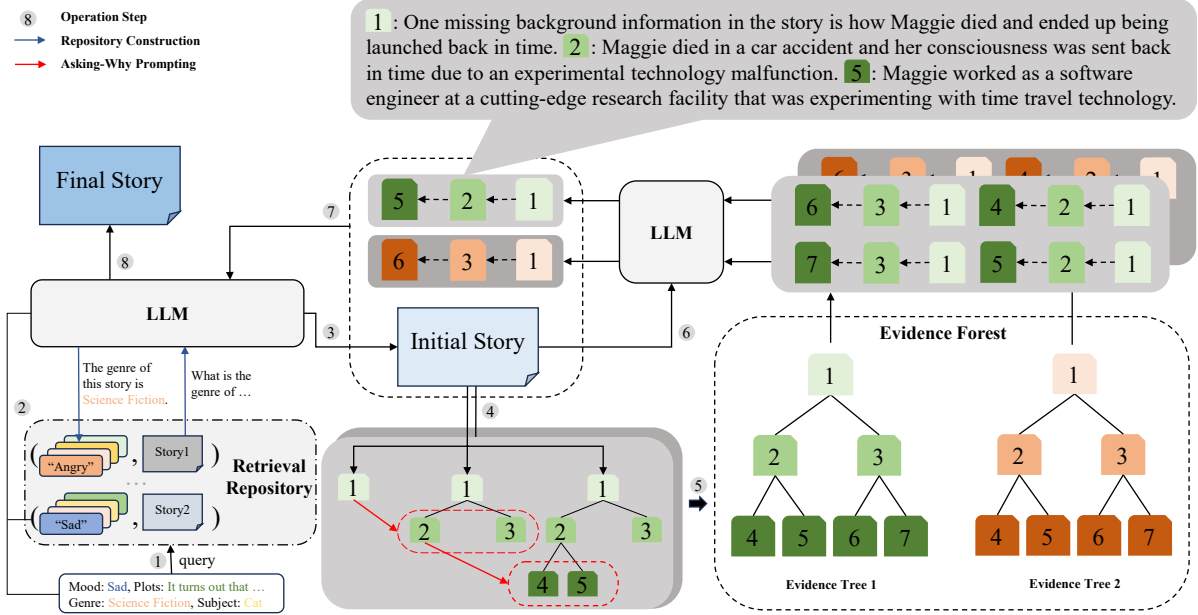 8 Operation Step
Repository Construction
Asking-Why Prompting
1 : One missing background information in the story is how Maggie died and ended up being
launched back in time. 2 : Maggie died in a car accident and her consciousness was sent back
in time due to an experimental technology malfunction. 5 : Maggie worked as a software
engineer at a cutting-edge research facility that was experimenting with time travel technology.
Final Story
8
LLM
7
3
5 2 1
6 3 1
Initial Story
LLM
6
6 3 1 4 2 1
6 3 1 4 2 1
7 3 1 5 2 1
The genre of
this story is
Science Fiction.
What is the
genre of …
2
( “Angry” , Story1 )
…
( “Sad” , Story2 )
Retrieval
Repository
1 query
Mood: Sad, Plots: It turns out that …
Genre: Science Fiction, Subject: Cat
4
1 1 1
2 3 2 3
4 5
5
Evidence Forest
1
2 3
4 5 6 7
Evidence Tree 1
1
2 3
4 5 6 7
Evidence Tree 2